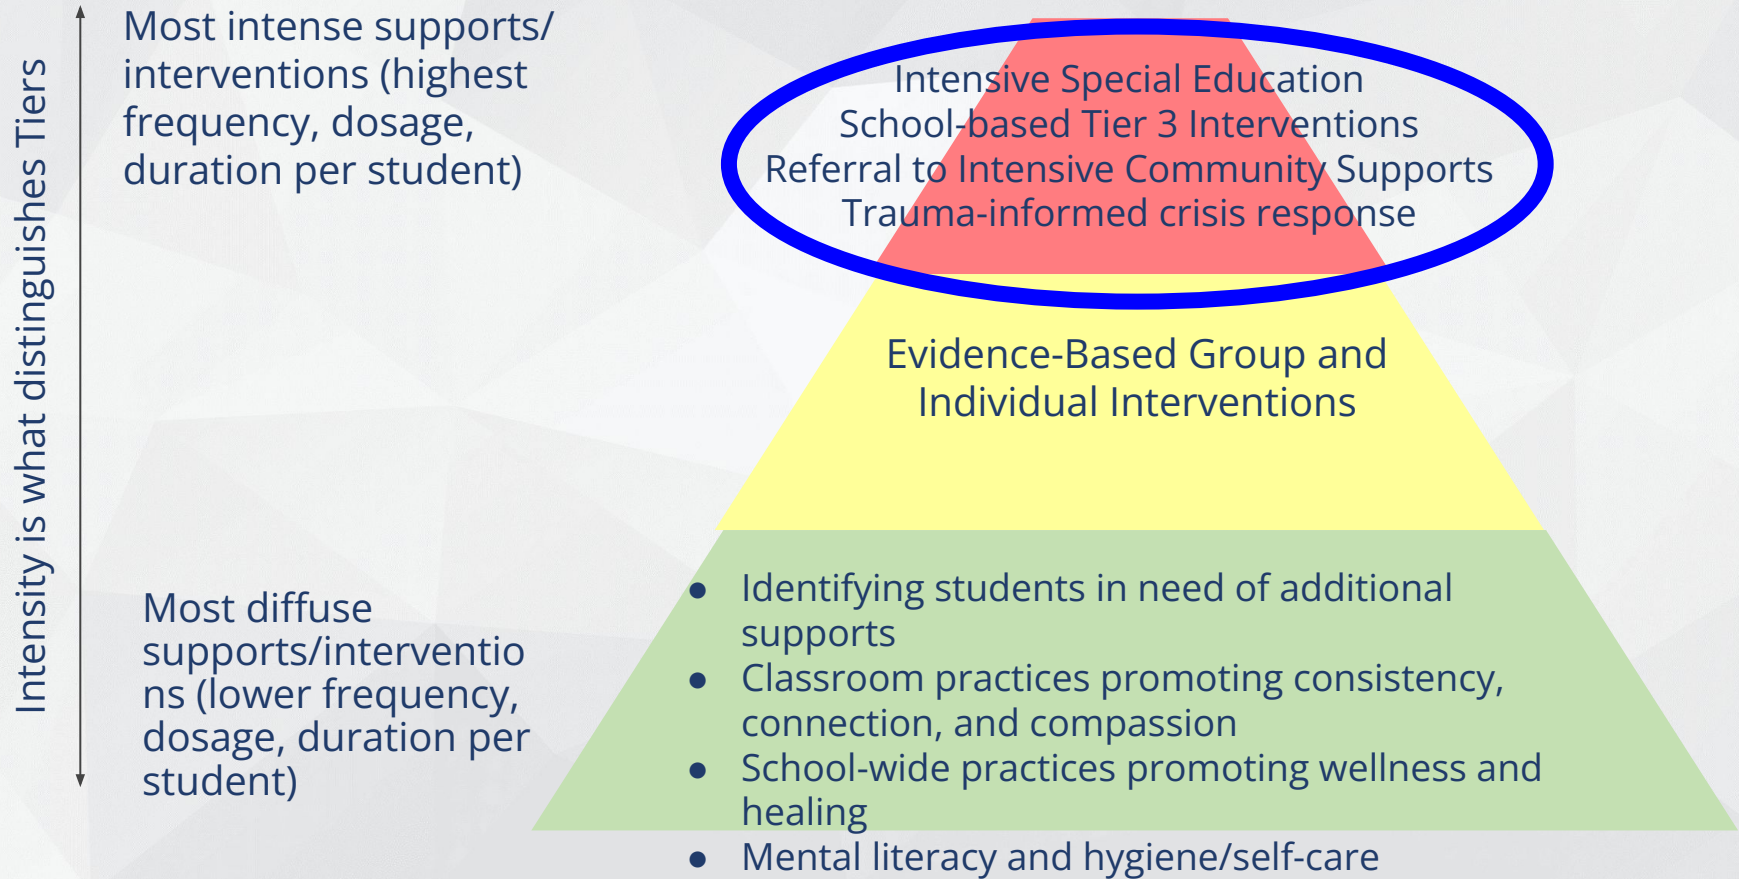 Intensity is what distinguishes Tiers
Most intense supports/
interventions (highest
frequency, dosage,
duration per student)
Most diffuse
supports/interventio
ns (lower frequency,
dosage, duration per
student)
Intensive Special Education
School-based Tier 3 Interventions
Referral to Intensive Community Supports
Trauma-informed crisis response
Evidence-Based Group and
Individual Interventions
● Identifying students in need of additional
supports
● Classroom practices promoting consistency,
connection, and compassion
● School-wide practices promoting wellness and
healing
● Mental literacy and hygiene/self-care